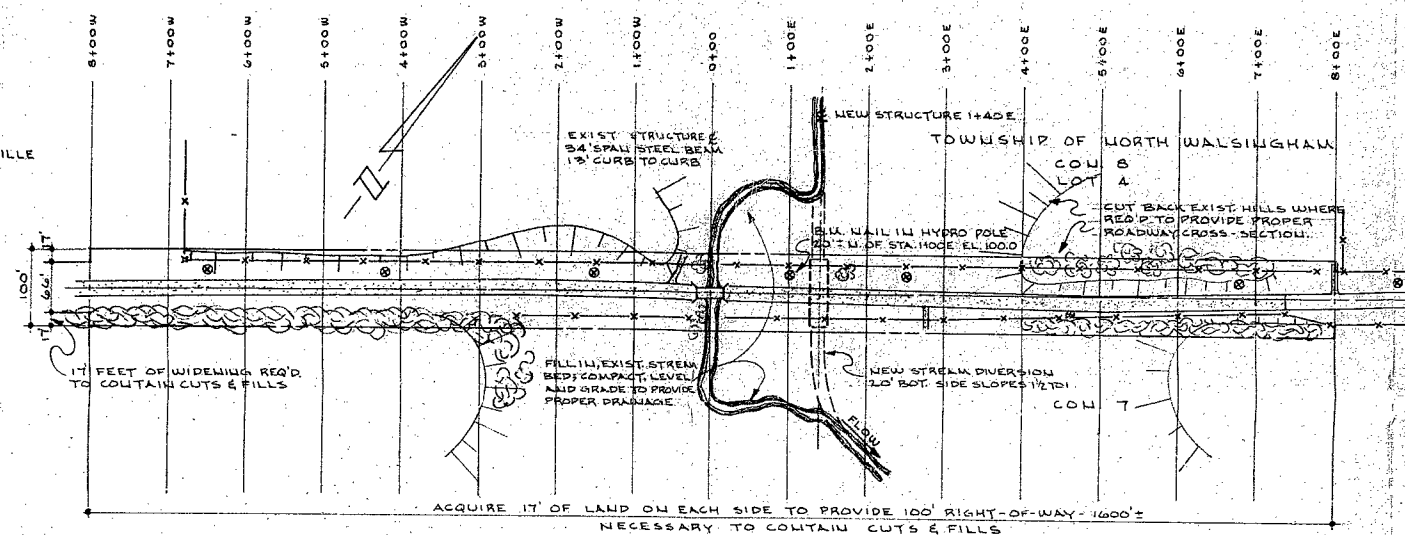 8+00W
7+00W
6+00W
5+00W
4+00W
3+00W
2+00W
1+00W
0+00
1+00E
2+00E
3+00E
4+00E
5+00E
6+00E
7+00E
8+00E
ILLE
EXIST STRUCTURE
34' SPAN STEEL BEAM
13' CURB TO CURB
NEW STRUCTURE 1+40E
TOWNSHIP OF NORTH WALSINGHAM
CON 8
LOT 4
CUT BACK EXIST. HILLS WHERE
REQ'D. TO PROVIDE PROPER
ROADWAY CROSS-SECTION.
B.M. NAIL IN HYDRO POLE
20'± N. OF STA. 1+00E EL. 100.0
17'
100'
66'
17'
17 FEET OF WIDENING REQ'D.
TO CONTAIN CUTS & FILLS
FILL IN, EXIST. STREAM
BED; COMPACT, LEVEL
AND GRADE TO PROVIDE
PROPER DRAINAGE
NEW STREAM DIVERSION
20' BOT. SIDE SLOPES 1½ TO 1
CON 7
FLOW
ACQUIRE 17' OF LAND ON EACH SIDE TO PROVIDE 100' RIGHT-OF-WAY - 1600'±
NECESSARY TO CONTAIN CUTS & FILLS